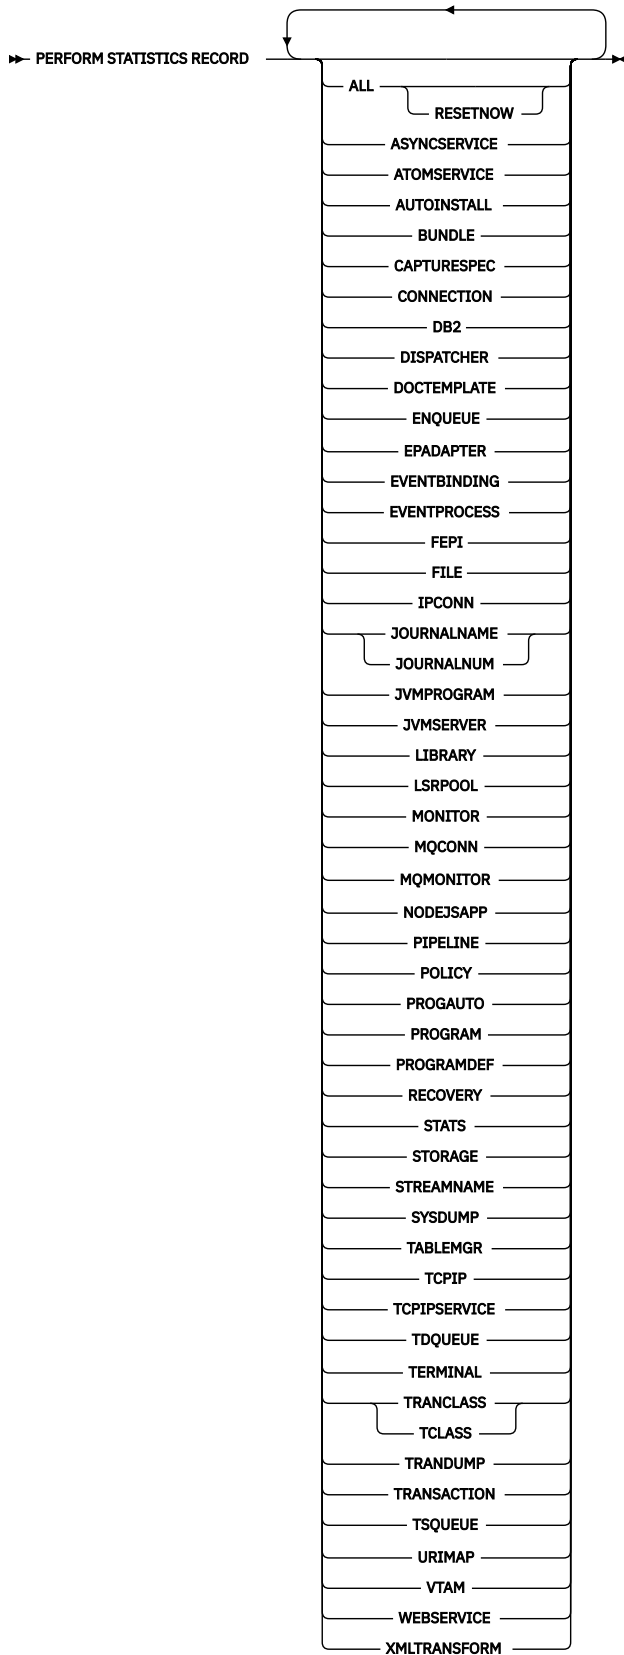 PERFORM STATISTICS RECORD
ALL
RESETNOW
ASYNCSERVICE
ATOMSERVICE
AUTOINSTALL
BUNDLE
CAPTURESPEC
CONNECTION
DB2
DISPATCHER
DOCTEMPLATE
ENQUEUE
EPADAPTER
EVENTBINDING
EVENTPROCESS
FEPI
FILE
IPCONN
JOURNALNAME
JOURNALNUM
JVMPROGRAM
JVMSERVER
LIBRARY
LSRPOOL
MONITOR
MQCONN
MQMONITOR
NODEJSAPP
PIPELINE
POLICY
PROGAUTO
PROGRAM
PROGRAMDEF
RECOVERY
STATS
STORAGE
STREAMNAME
SYSDUMP
TABLEMGR
TCPIP
TCPIPSERVICE
TDQUEUE
TERMINAL
TRANCLASS
TCLASS
TRANDUMP
TRANSACTION
TSQUEUE
URIMAP
VTAM
WEBSERVICE
XMLTRANSFORM